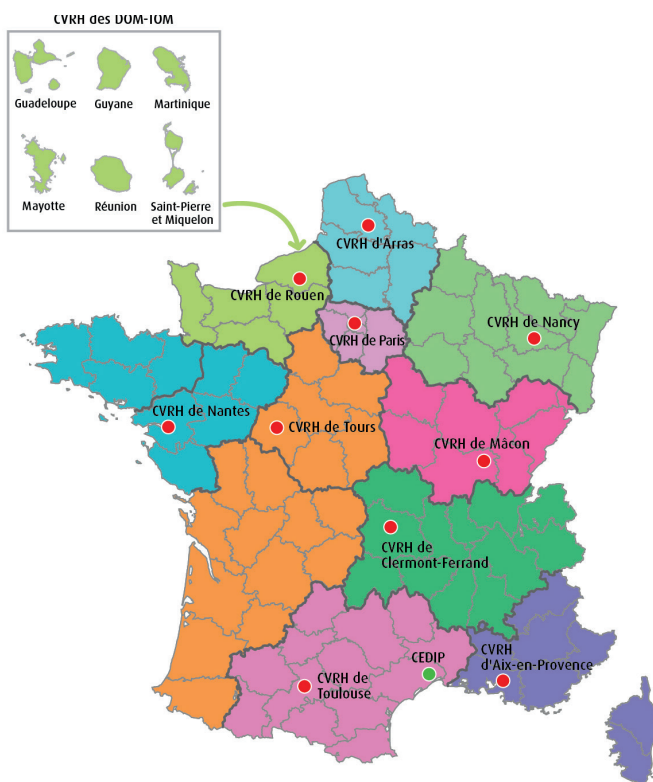 CVRH des DOM-TOM
Guadeloupe
Guyane
Martinique
Mayotte
Réunion
Saint-Pierre
et Miquelon
CVRH d'Arras
CVRH de Rouen
CVRH de Nancy
CVRH de Paris
CVRH de Nantes
CVRH de Tours
CVRH de Mâcon
CVRH de
Clermont-Ferrand
CEDIP
CVRH
d'Aix-en-Provence
CVRH de
Toulouse